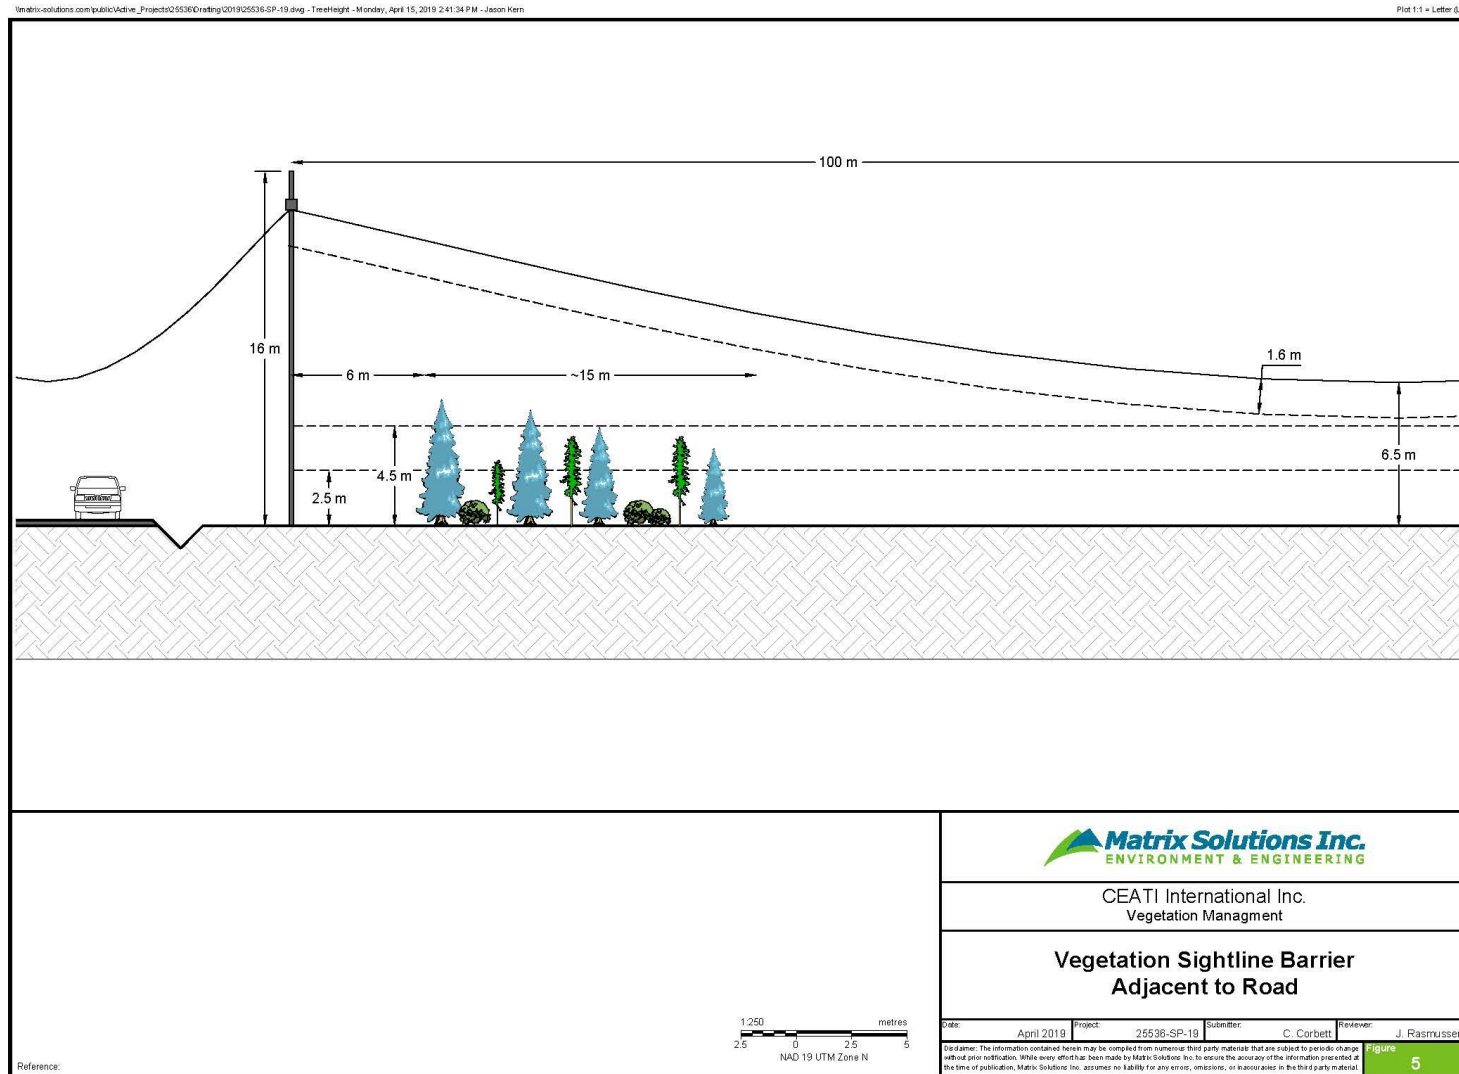 \\matrix-solutions.com\public\Active_Projects\25536\Drafting\2019\25536-SP-19.dwg - TreeHeight - Monday, April 15, 2019 2:41:34 PM - Jason Kern
Plot 1:1 = Letter
100 m
16 m
6 m
~15 m
1.6 m
4.5 m
2.5 m
6.5 m
Matrix Solutions Inc.
ENVIRONMENT & ENGINEERING
CEATI International Inc.
Vegetation Managment
Vegetation Sightline Barrier
Adjacent to Road
1:250 metres
2.5 0 2.5 5
NAD 19 UTM Zone N
Date: April 2019 Project: 25536-SP-19 Submitter: C. Corbett Reviewer: J. Rasmussen
Disclaimer: The information contained herein may be compiled from numerous third party materials that are subject to periodic change
without prior notification. While every effort has been made by Matrix Solutions Inc. to ensure the accuracy of the information presented at
the time of publication, Matrix Solutions Inc. assumes no liability for any errors, omissions, or inaccuracies in the third party material.
Figure
5
Reference: